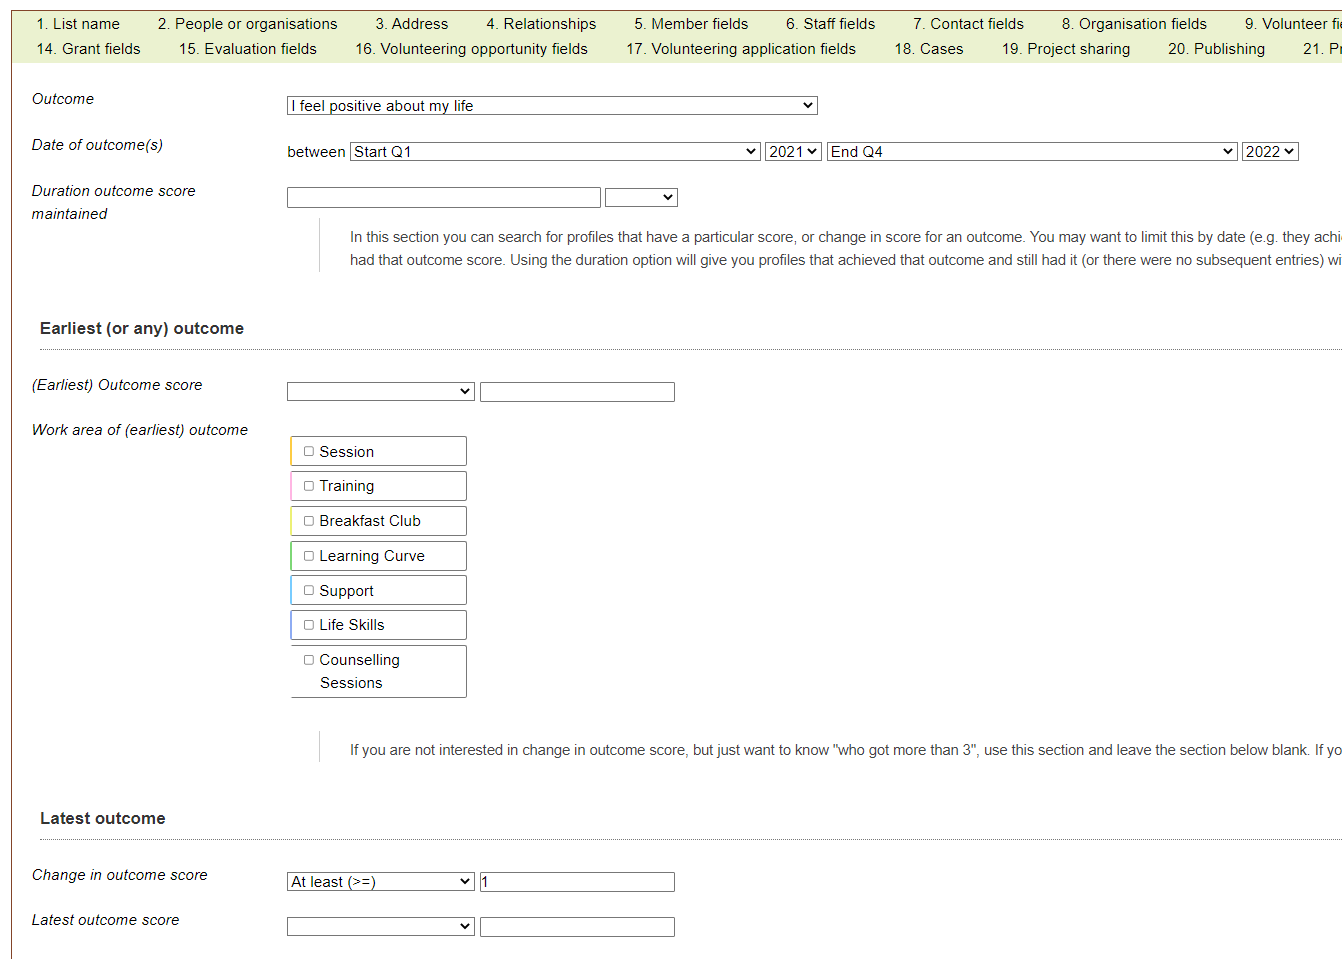 1. List name 2. People or organisations 3. Address 4. Relationships 5. Member fields 6. Staff fields 7. Contact fields 8. Organisation fields 9. Volunteer
14. Grant fields 15. Evaluation fields 16. Volunteering opportunity fields 17. Volunteering application fields 18. Cases 19. Project sharing 20. Publishing 21.
Outcome I feel positive about my life
Date of outcome(s) between Start Q1 2021 End Q4 2022
Duration outcome score
maintained
In this section you can search for profiles that have a particular score, or change in score for an outcome. You may want to limit this by date (e.g. they
had that outcome score. Using the duration option will give you profiles that achieved that outcome and still had it (or there were no subsequent entries)
Earliest (or any) outcome
(Earliest) Outcome score
Work area of (earliest) outcome
Session
Training
Breakfast Club
Learning Curve
Support
Life Skills
Counselling
Sessions
If you are not interested in change in outcome score, but just want to know "who got more than 3", use this section and leave the section below blank. If
Latest outcome
Change in outcome score At least (>=) 1
Latest outcome score